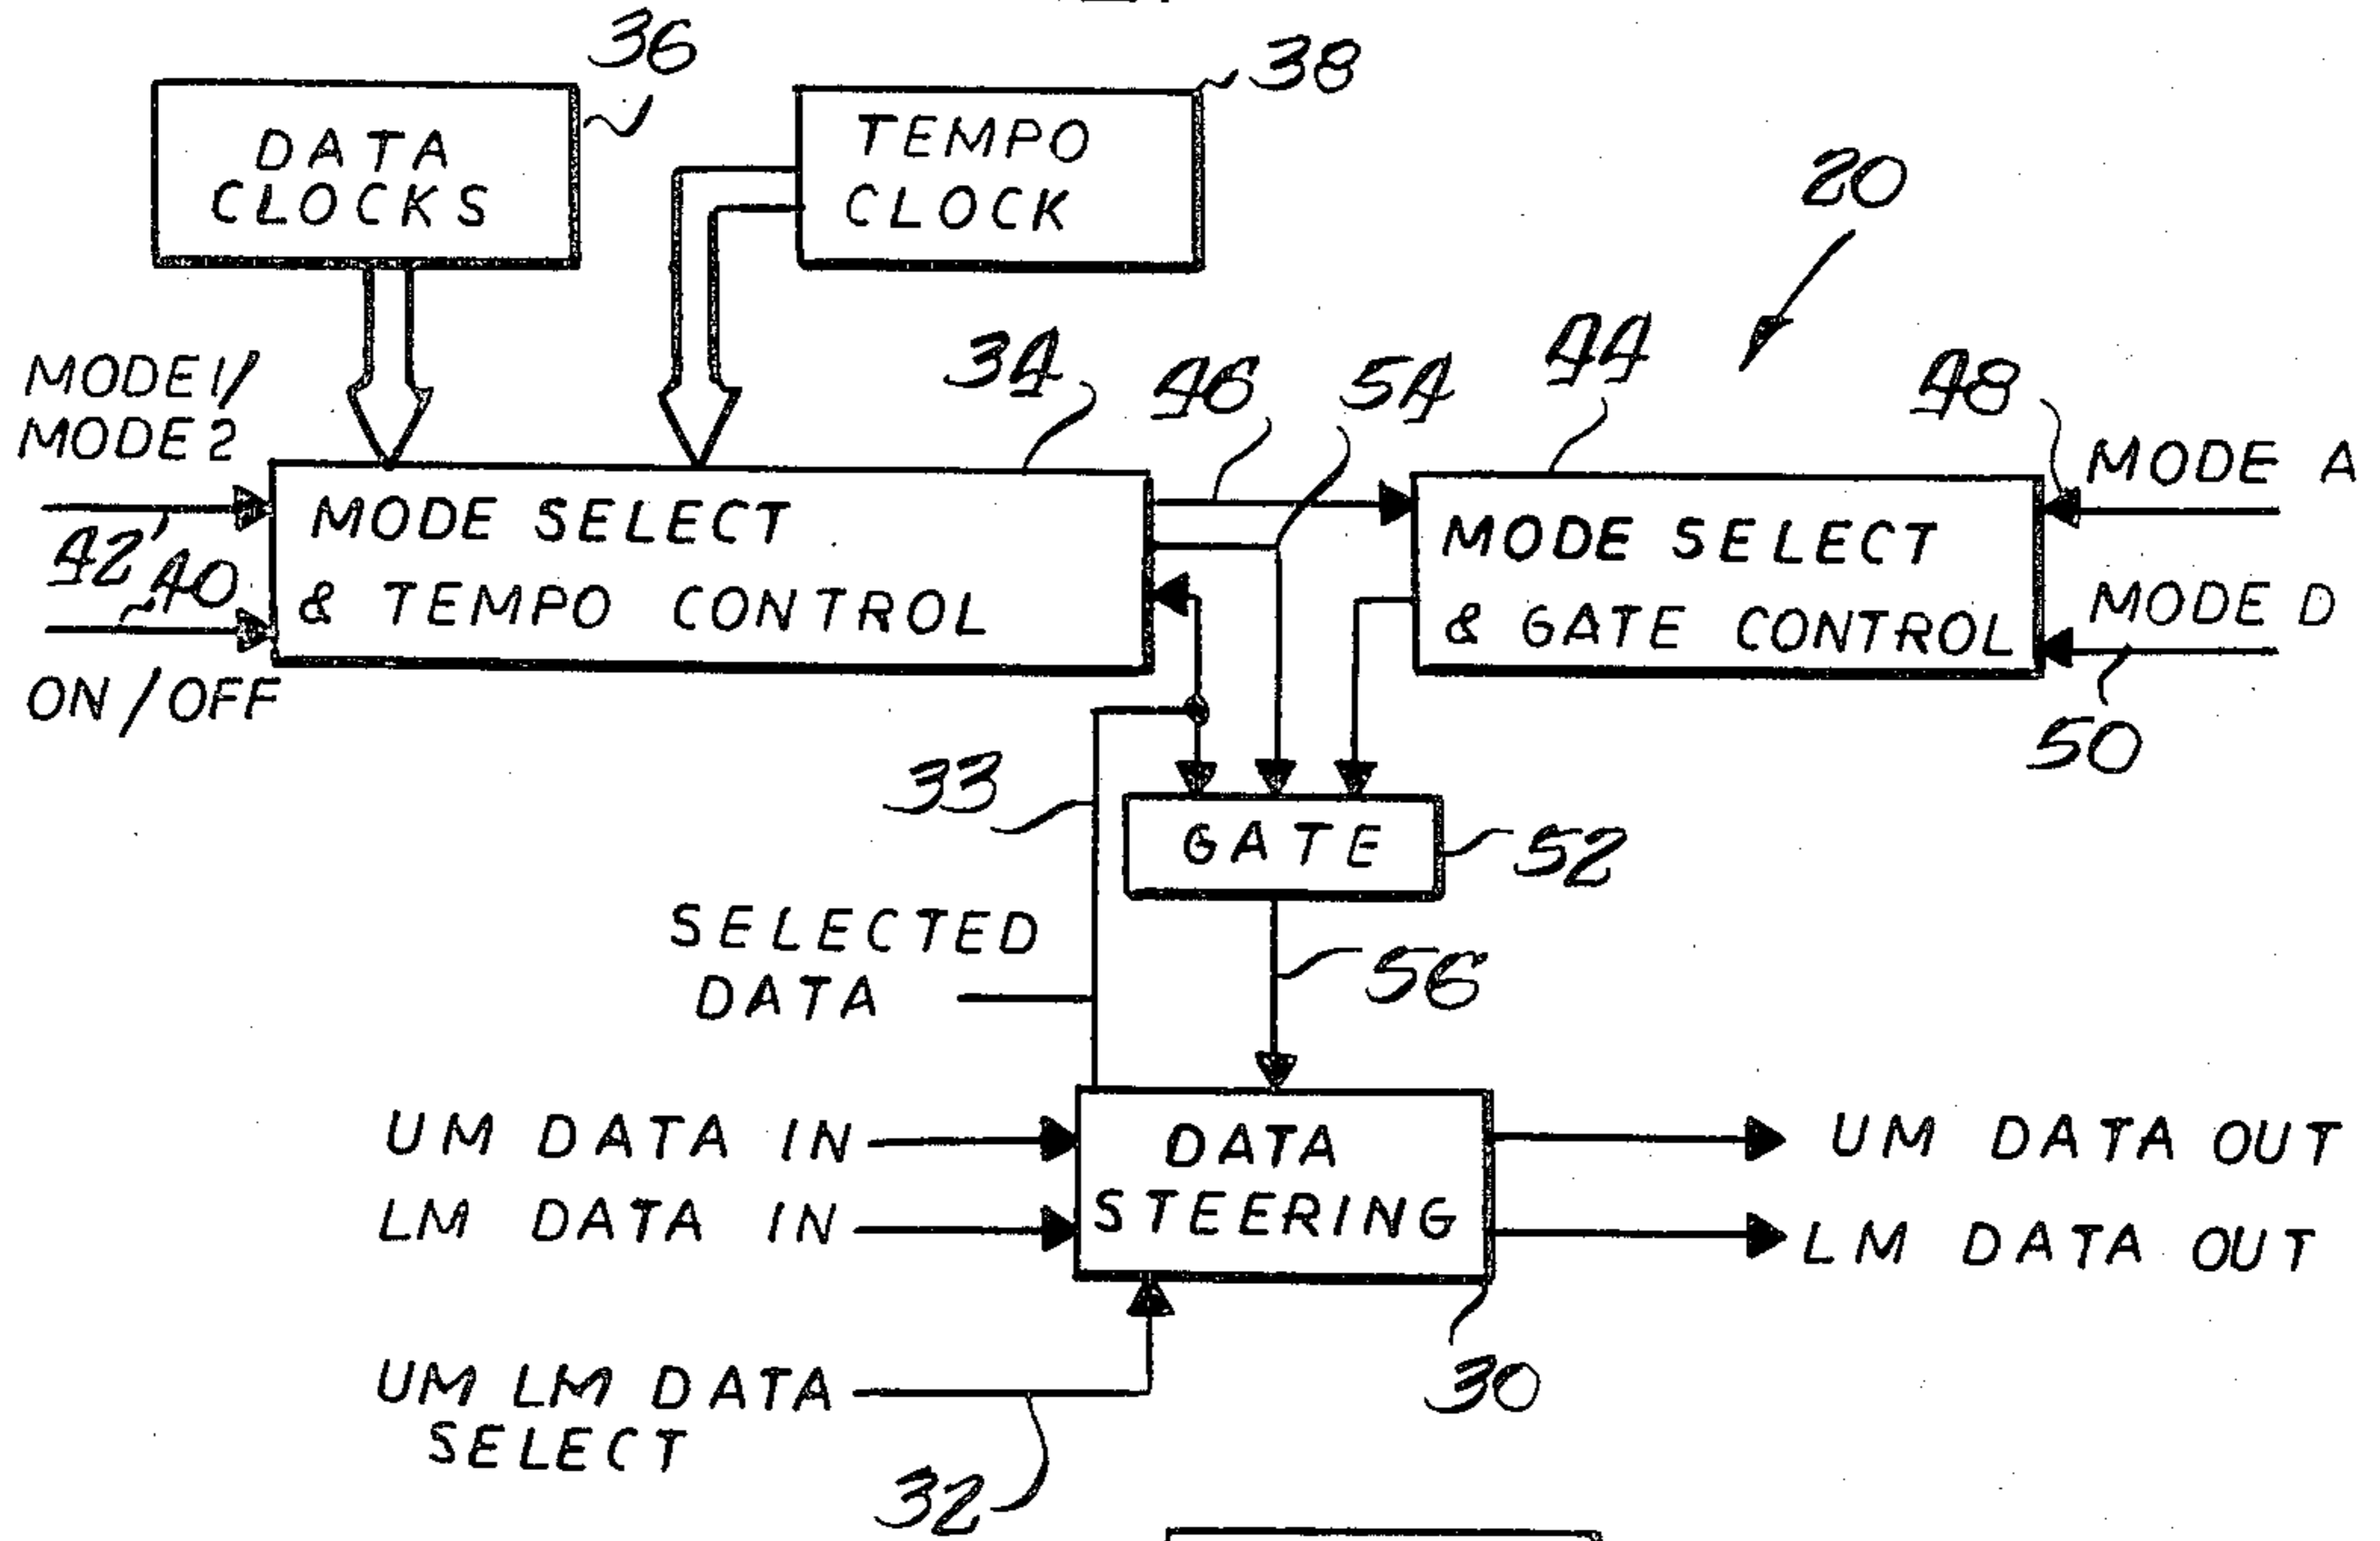 36
38
DATA
CLOCKS
TEMPO
CLOCK
20
MODE 1/
MODE 2
34
46
54
44
48
MODE A
42
40
MODE SELECT
& TEMPO CONTROL
MODE SELECT
& GATE CONTROL
MODE D
ON/OFF
50
33
GATE
52
SELECTED
DATA
56
UM DATA IN
LM DATA IN
DATA
STEERING
UM DATA OUT
LM DATA OUT
30
UM LM DATA
SELECT
32